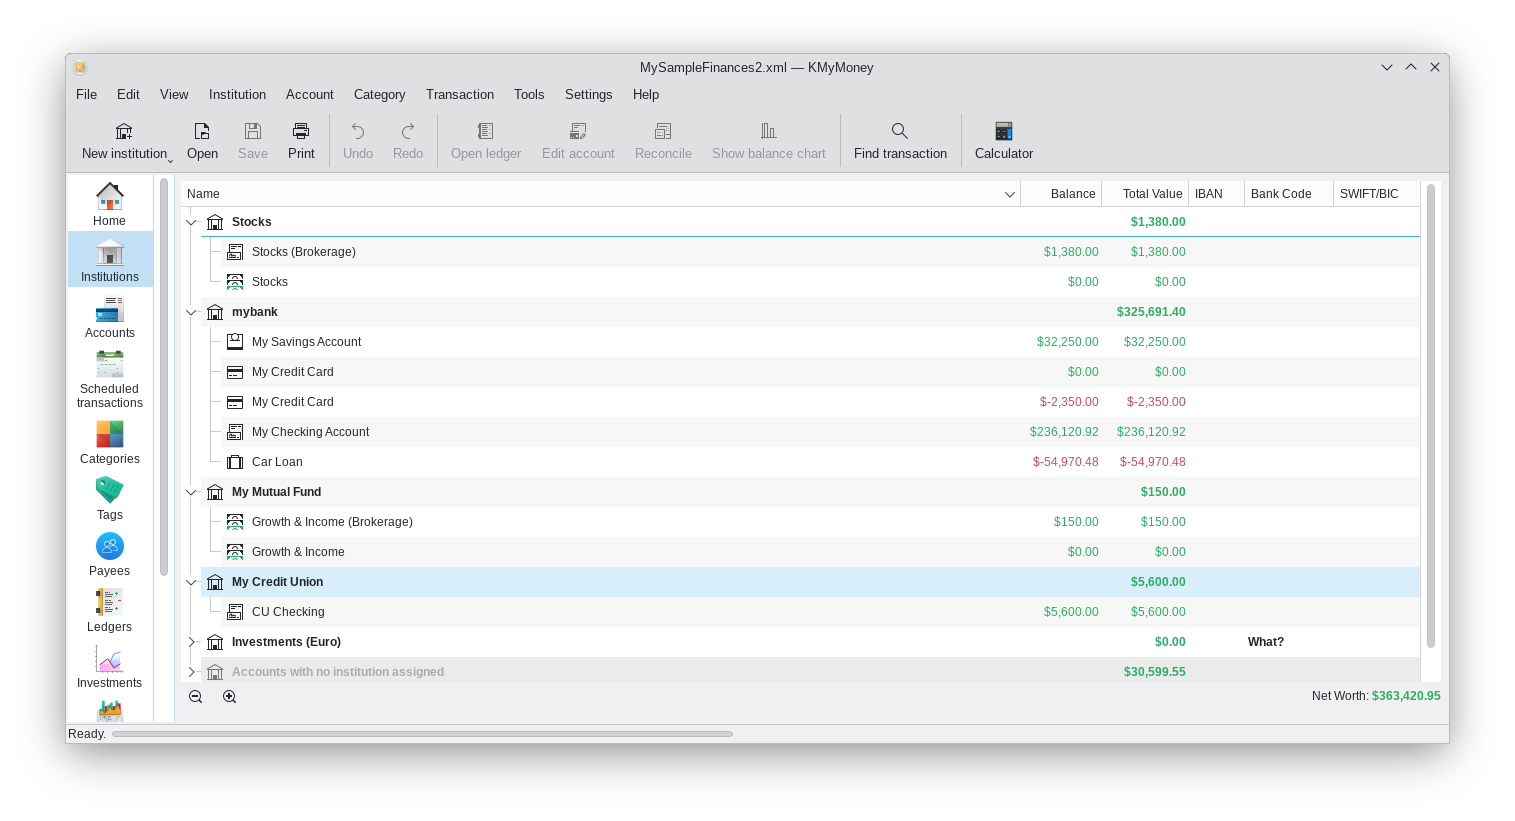 MySampleFinances2.xml — KMyMoney
File Edit View Institution Account Category Transaction Tools Settings Help
New institution Open Save Print Undo Redo Open ledger Edit account Reconcile Show balance chart Find transaction Calculator
Home
Institutions
Accounts
Scheduled
transactions
Categories
Tags
Payees
Ledgers
Investments
Name Balance Total Value IBAN Bank Code SWIFT/BIC
Stocks $1,380.00
Stocks (Brokerage) $1,380.00 $1,380.00
Stocks $0.00 $0.00
mybank $325,691.40
My Savings Account $32,250.00 $32,250.00
My Credit Card $0.00 $0.00
My Credit Card $-2,350.00 $-2,350.00
My Checking Account $236,120.92 $236,120.92
Car Loan $-54,970.48 $-54,970.48
My Mutual Fund $150.00
Growth & Income (Brokerage) $150.00 $150.00
Growth & Income $0.00 $0.00
My Credit Union $5,600.00
CU Checking $5,600.00 $5,600.00
Investments (Euro) $0.00 What?
Accounts with no institution assigned $30,599.55
Net Worth: $363,420.95
Ready.